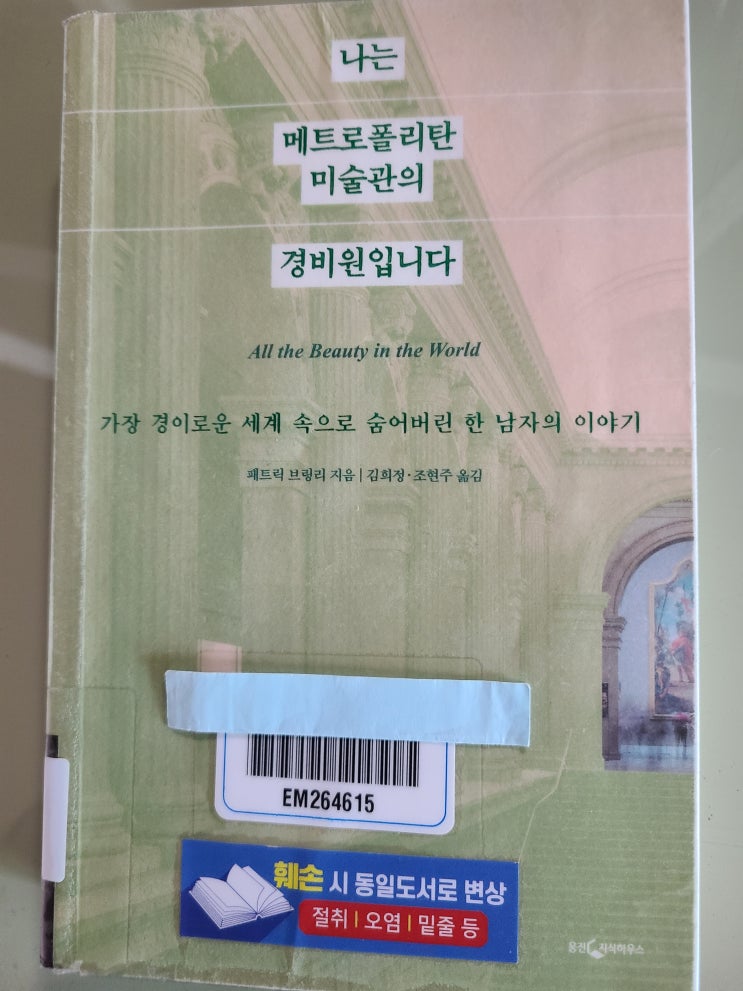 나는
메트로폴리탄
미술관의
경비원입니다
All the Beauty in the World
가장 경이로운 세계 속으로 숨어버린 한 남자의 이야기
패트릭 브링리 지음 | 김희정·조현주 옮김
EM264615
훼손 시 동일도서로 변상
절취 | 오염 | 밑줄 등
웅진 지식하우스